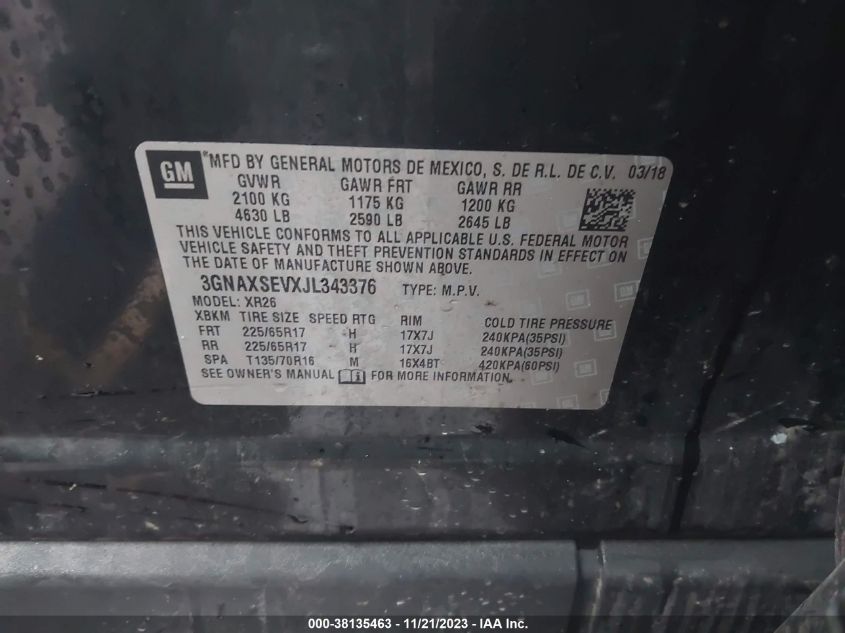 GM
*MFD BY GENERAL MOTORS DE MEXICO, S. DE R.L. DE C.V. 03/18
GVWR GAWR FRT GAWR RR
2100 KG 1175 KG 1200 KG
4630 LB 2590 LB 2645 LB
THIS VEHICLE CONFORMS TO ALL APPLICABLE U.S. FEDERAL MOTOR
VEHICLE SAFETY AND THEFT PREVENTION STANDARDS IN EFFECT ON
THE DATE OF MANUFACTURE SHOWN ABOVE.
3GNAXSEVXJL343376 TYPE: M.P.V.
MODEL: XR26
XBKM TIRE SIZE SPEED RTG RIM COLD TIRE PRESSURE
FRT 225/65R17 H 17X7J 240KPA(35PSI)
RR 225/65R17 H 17X7J 240KPA(35PSI)
SPA T135/70R16 M 16X4BT 420KPA(60PSI)
SEE OWNER'S MANUAL FOR MORE INFORMATION.
000-38135463 - 11/21/2023 - IAAI.com